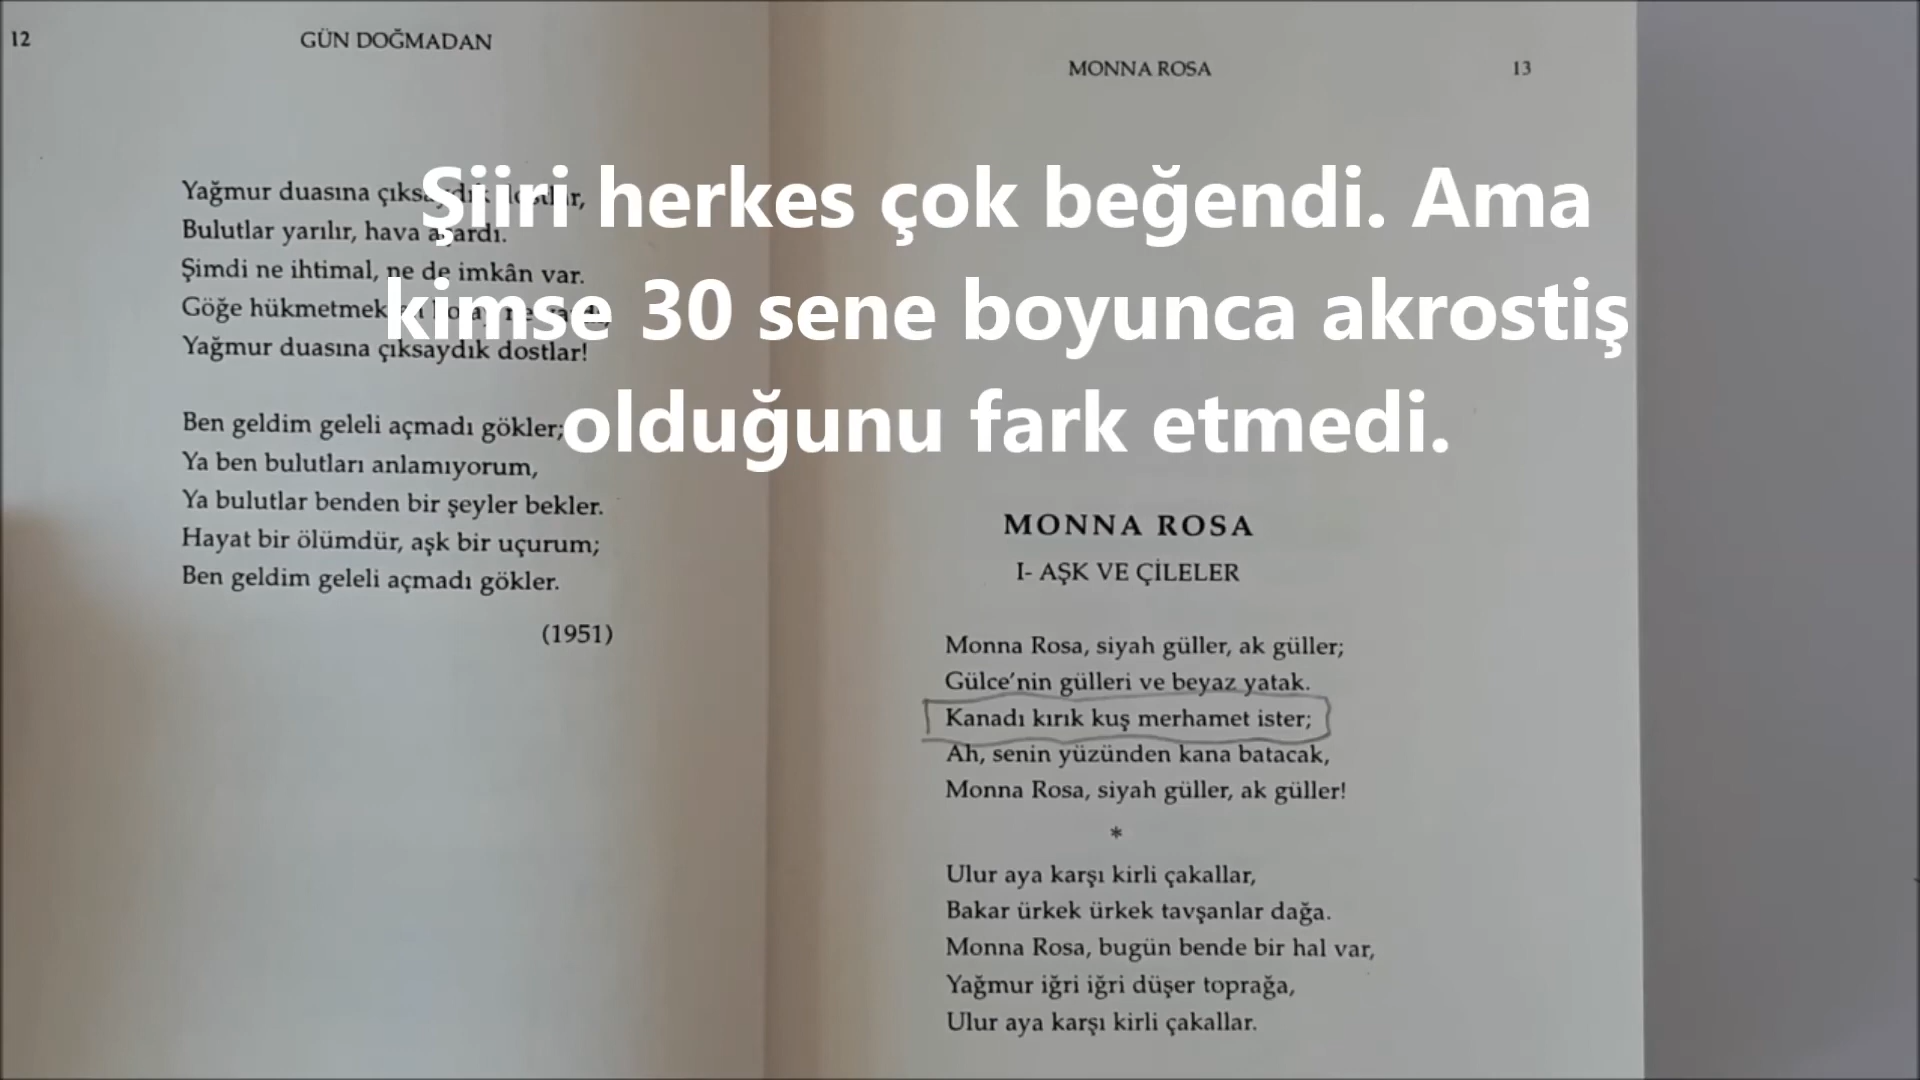 12
GÜN DOĞMADAN
Yağmur duasına
Bulutlar yarılır, hava
Şimdi ne ihtimal, ne de imkân var.
Göğe hükmetmek
Yağmur duasına çıksaydık dostlar!
Ben geldim geleli açmadı gökler;
Ya ben bulutları anlamıyorum,
Ya bulutlar benden bir şeyler bekler.
Hayat bir ölümdür, aşk bir uçurum;
Ben geldim geleli açmadı gökler.
(1951)
Şiiri herkes çok beğendi. Ama
kimse 30 sene boyunca akrostiş
olduğunu fark etmedi.
MONNA ROSA
13
MONNA ROSA
I- AŞK VE ÇİLELER
Monna Rosa, siyah güller, ak güller;
Gülce'nin gülleri ve beyaz yatak.
Kanadı kırık kuş merhamet ister;
Ah, senin yüzünden kana batacak,
Monna Rosa, siyah güller, ak güller!
*
Ulur aya karşı kirli çakallar,
Bakar ürkek ürkek tavşanlar dağa.
Monna Rosa, bugün bende bir hal var,
Yağmur iğri iğri düşer toprağa,
Ulur aya karşı kirli çakallar.